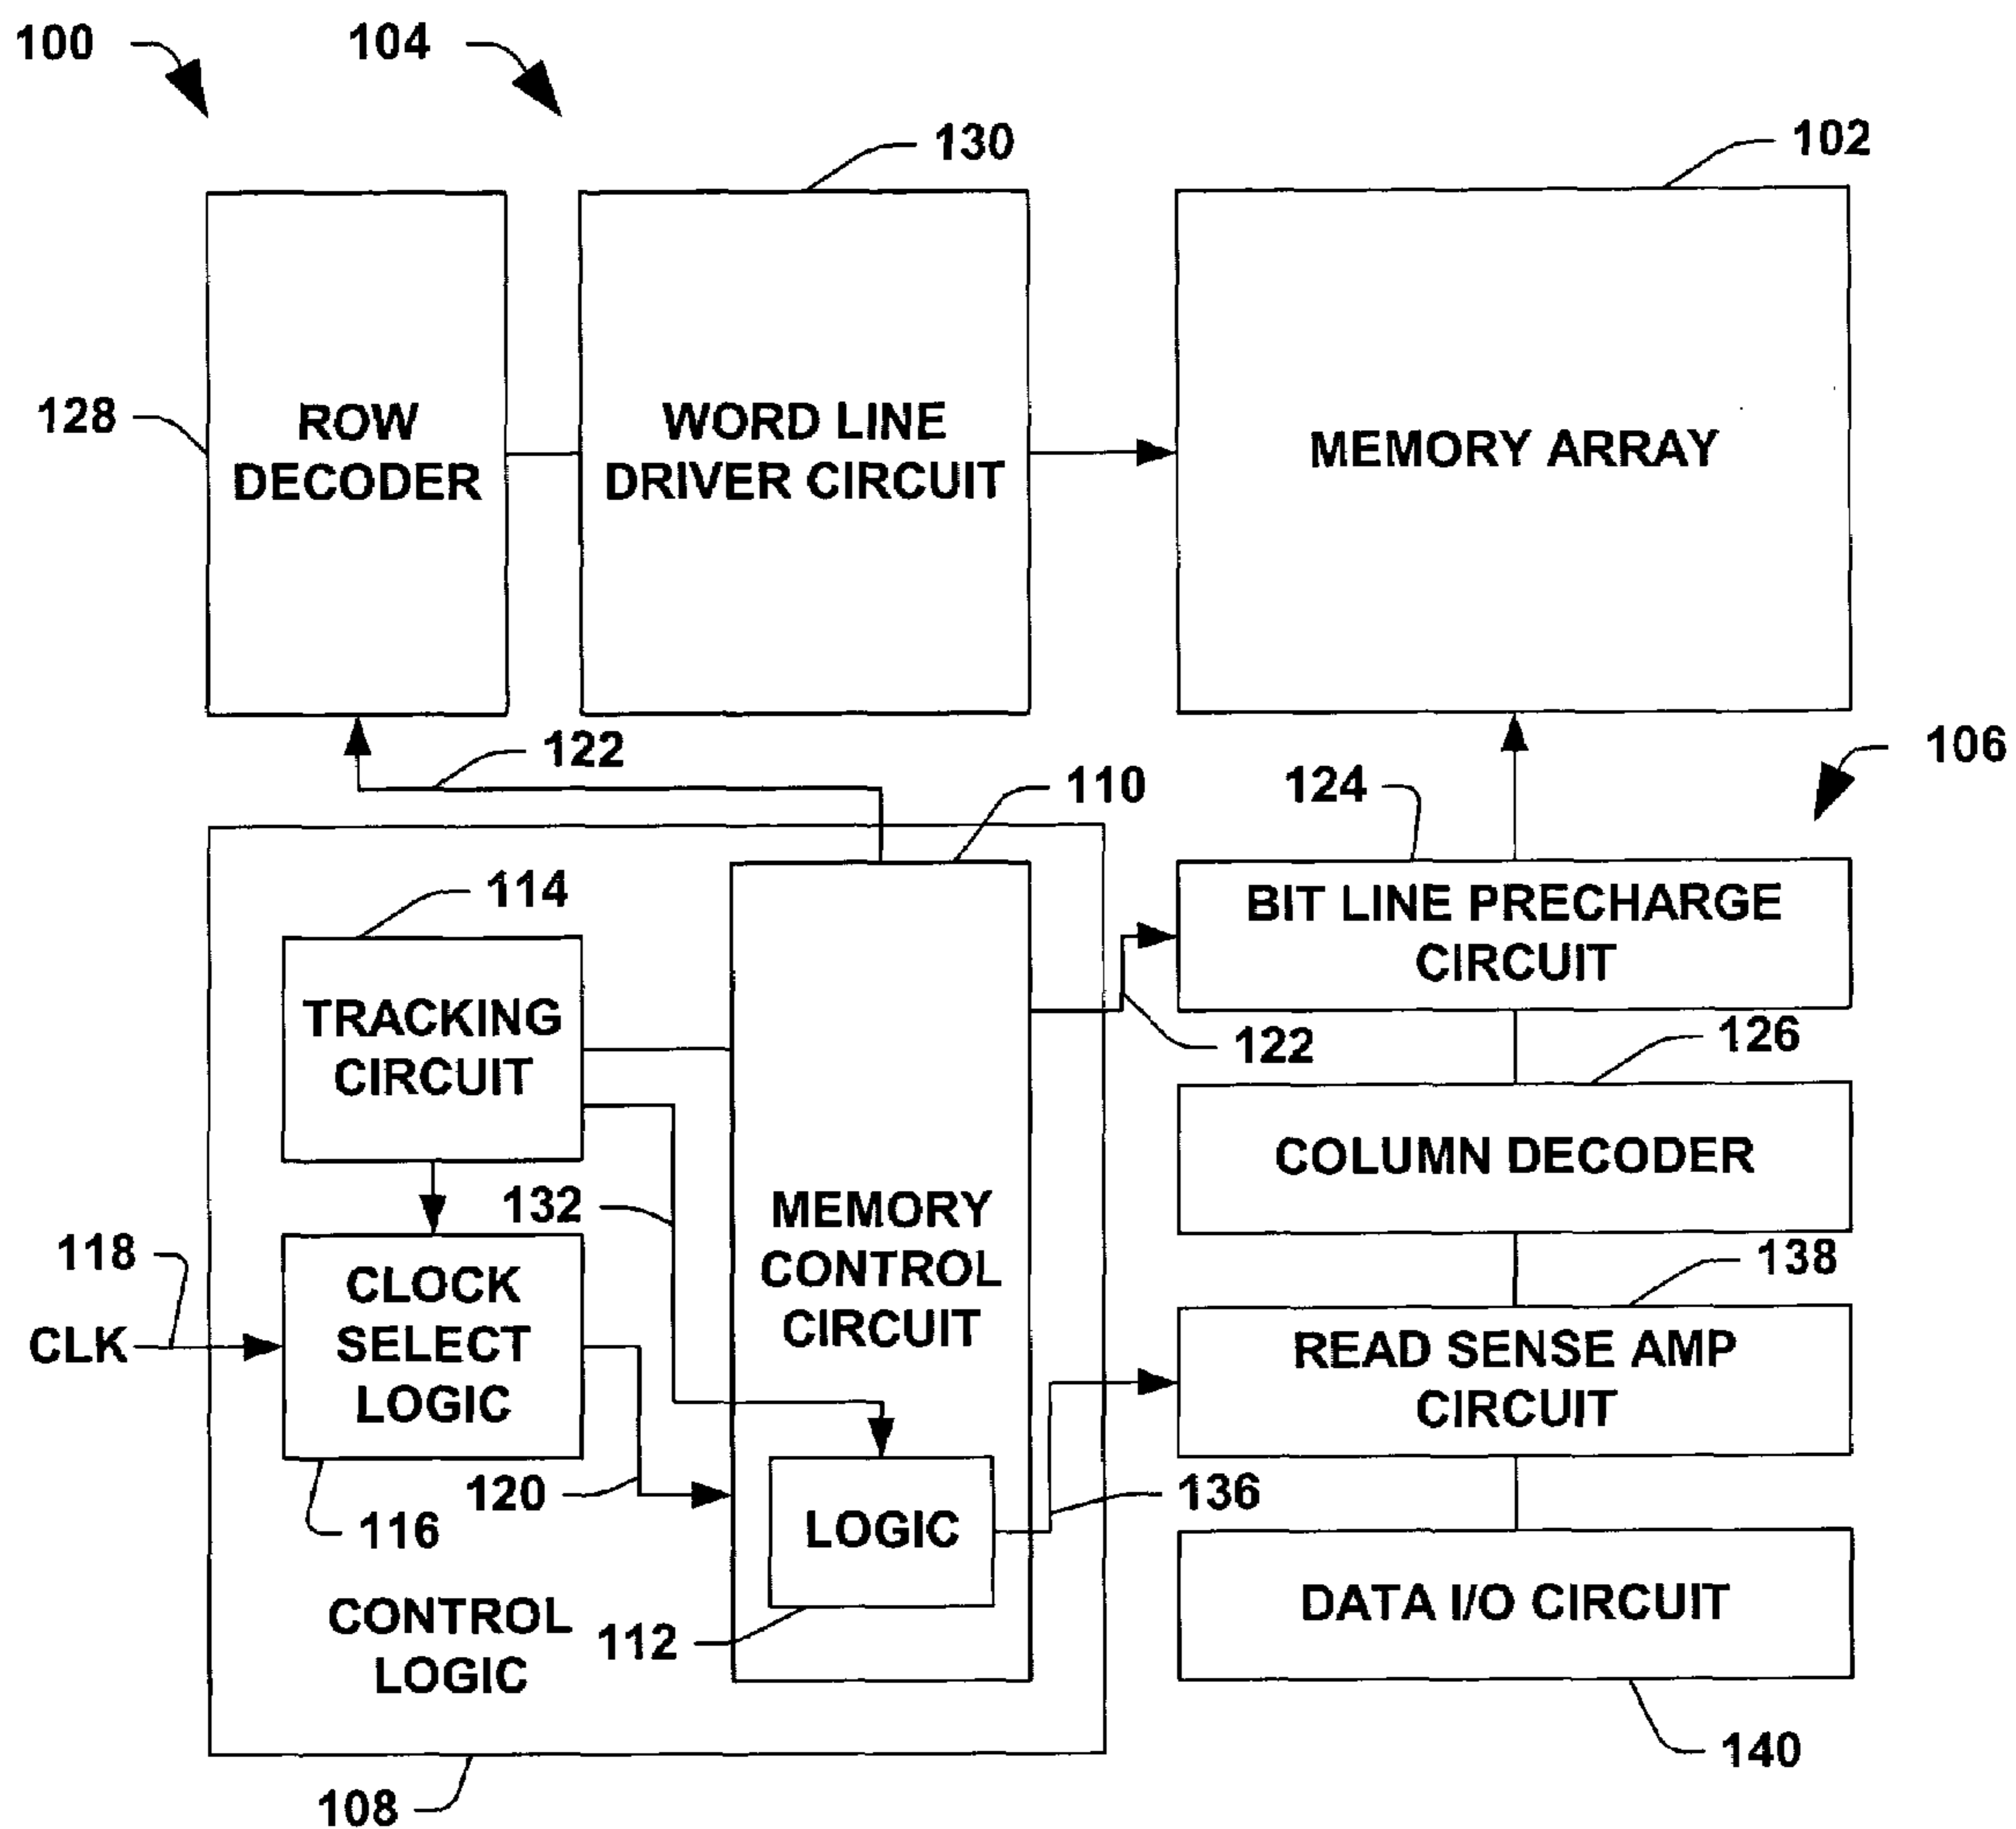 100
104
130
102
128
ROW
DECODER
WORD LINE
DRIVER CIRCUIT
MEMORY ARRAY
122
110
124
106
114
BIT LINE PRECHARGE
CIRCUIT
TRACKING
CIRCUIT
122
126
COLUMN DECODER
132
MEMORY
CONTROL
CIRCUIT
118
CLK
CLOCK
SELECT
LOGIC
138
READ SENSE AMP
CIRCUIT
120
136
116
LOGIC
DATA I/O CIRCUIT
CONTROL
LOGIC
112
140
108